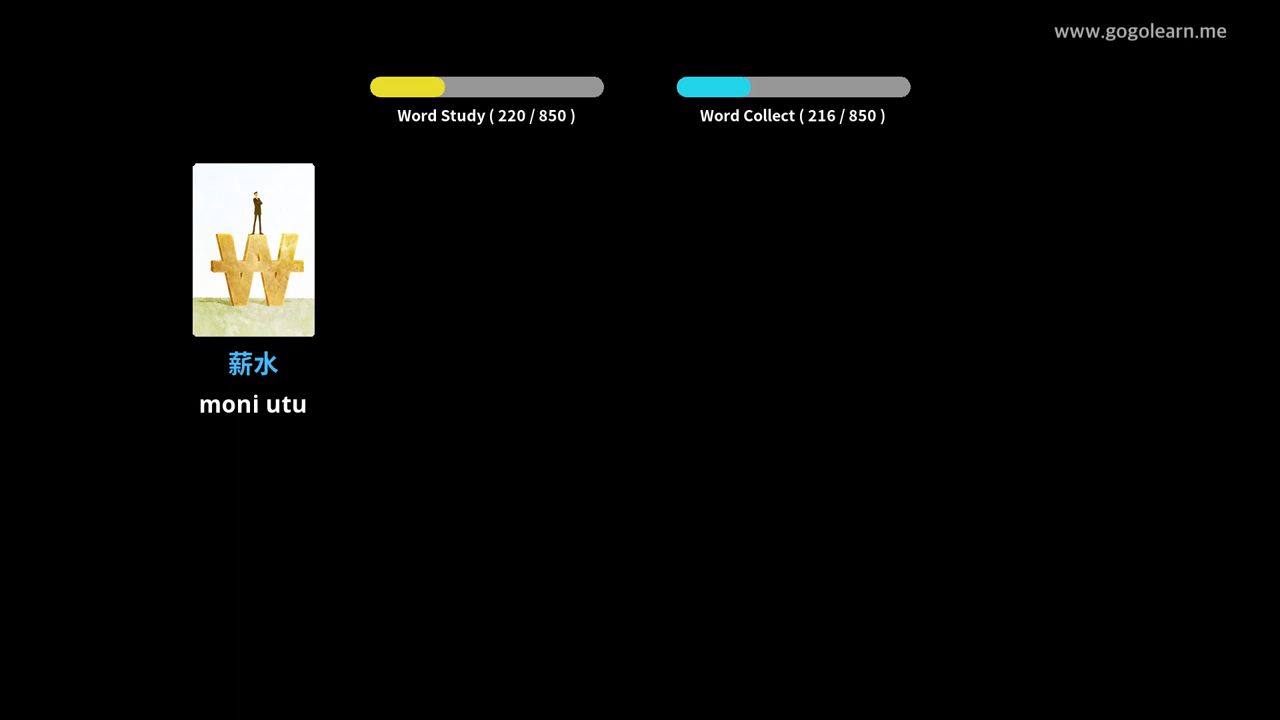 www.gogolearn.me
Word Study ( 220 / 850 )
Word Collect ( 216 / 850 )
薪水
moni utu